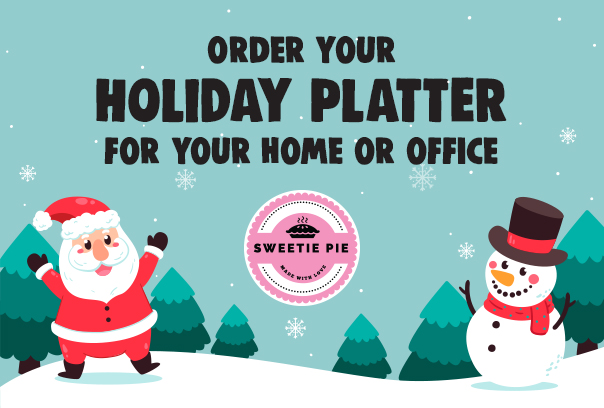 ORDER YOUR
HOLIDAY PLATTER
FOR YOUR HOME OR OFFICE
SWEETIE PIE
MADE WITH LOVE